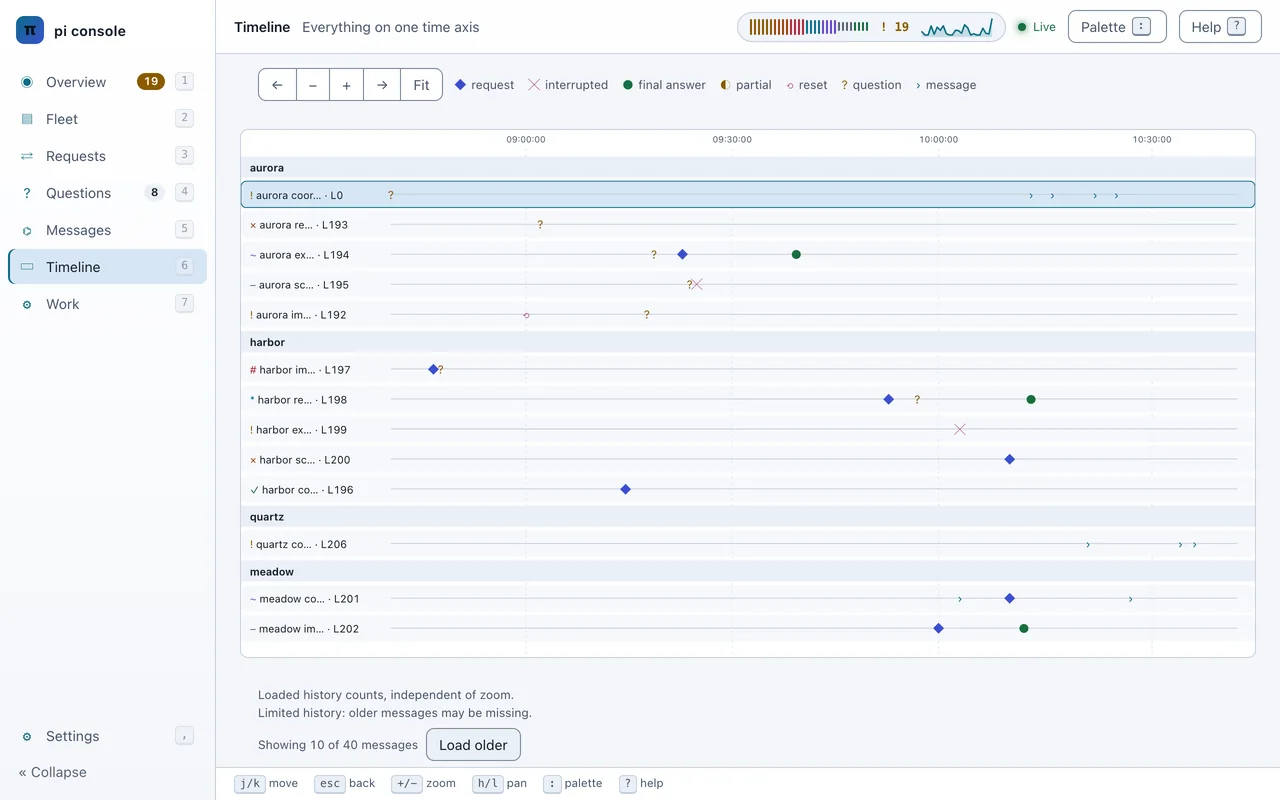 π pi console
Overview 19 1
Fleet 2
Requests 3
? Questions 8 4
Messages 5
Timeline 6
Work 7
Settings ,
« Collapse
Timeline Everything on one time axis
! 19
Live
Palette :
Help ?
← − + → Fit
request interrupted final answer partial reset ? question › message
09:00:00 09:30:00 10:00:00 10:30:00
aurora
! aurora coor… · L0
× aurora re… · L193
~ aurora ex… · L194
– aurora sc… · L195
! aurora im… · L192
harbor
# harbor im… · L197
* harbor re… · L198
! harbor ex… · L199
× harbor sc… · L200
✓ harbor co… · L196
quartz
! quartz co… · L206
meadow
~ meadow co… · L201
– meadow im… · L202
Loaded history counts, independent of zoom.
Limited history: older messages may be missing.
Showing 10 of 40 messages Load older
j/k move esc back +/− zoom h/l pan : palette ? help